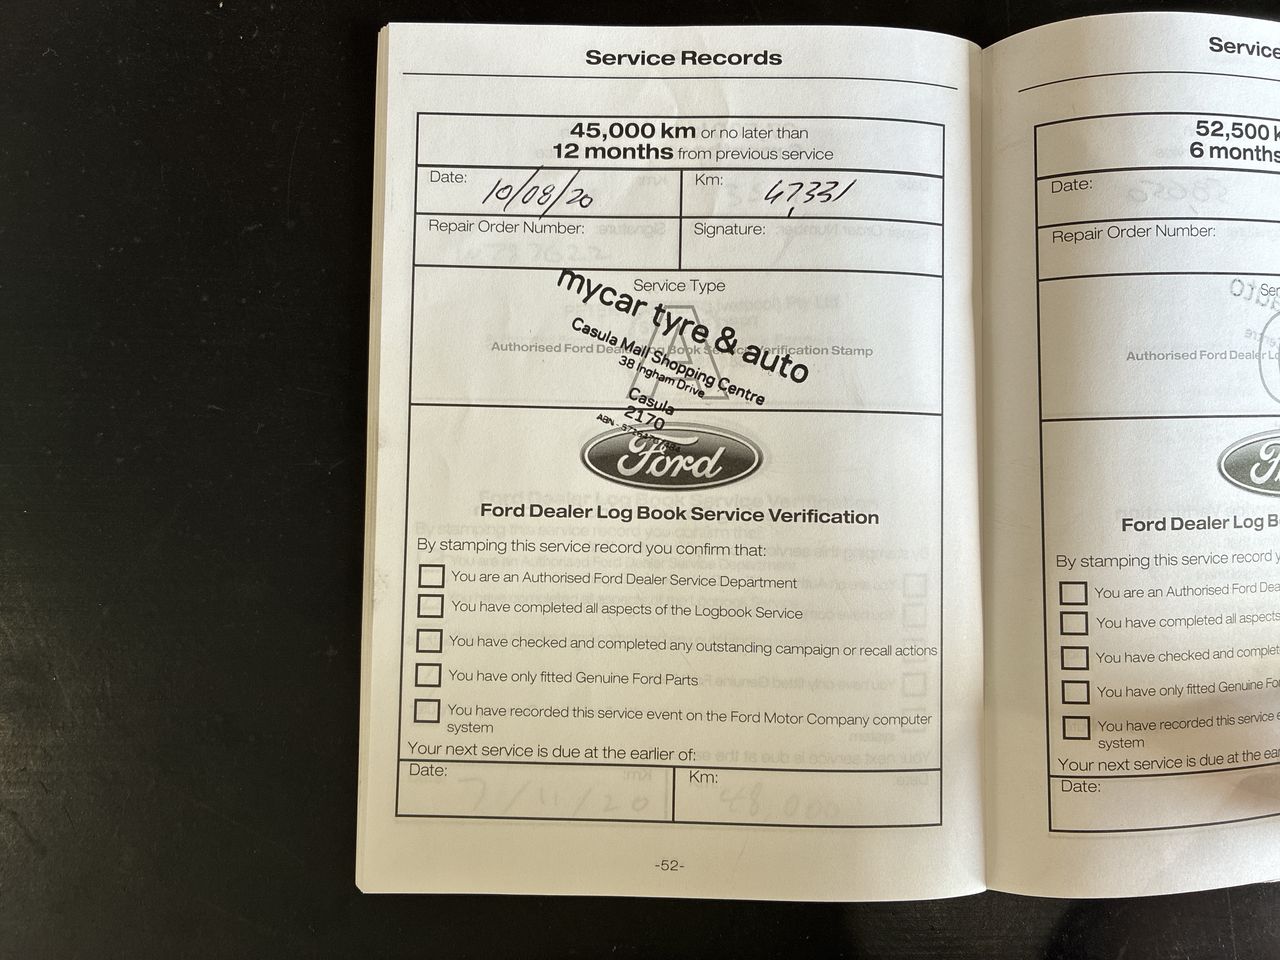 Service Records
45,000 km or no later than
12 months from previous service
Date: 10/08/20
Km: 47,331
Repair Order Number:
Signature:
Service Type
A
Authorised Ford Dealer Log Book Service Verification Stamp
mycar tyre & auto
Casula Mall Shopping Centre
38 Ingham Drive
Casula
2170
ABN -
Ford
Ford Dealer Log Book Service Verification
By stamping this service record you confirm that:
You are an Authorised Ford Dealer Service Department
You have completed all aspects of the Logbook Service
You have checked and completed any outstanding campaign or recall actions
You have only fitted Genuine Ford Parts
You have recorded this service event on the Ford Motor Company computer
system
Your next service is due at the earlier of:
Date:
Km:
-52-
Service
52,500
6 months
Date:
Repair Order Number:
Authorised Ford Dealer
Ford Dealer Log
By stamping this service record
You are an Authorised Ford
You have completed all aspects
You have checked and
You have only fitted Genuine
You have recorded this service
system
Your next service is due at the
Date: